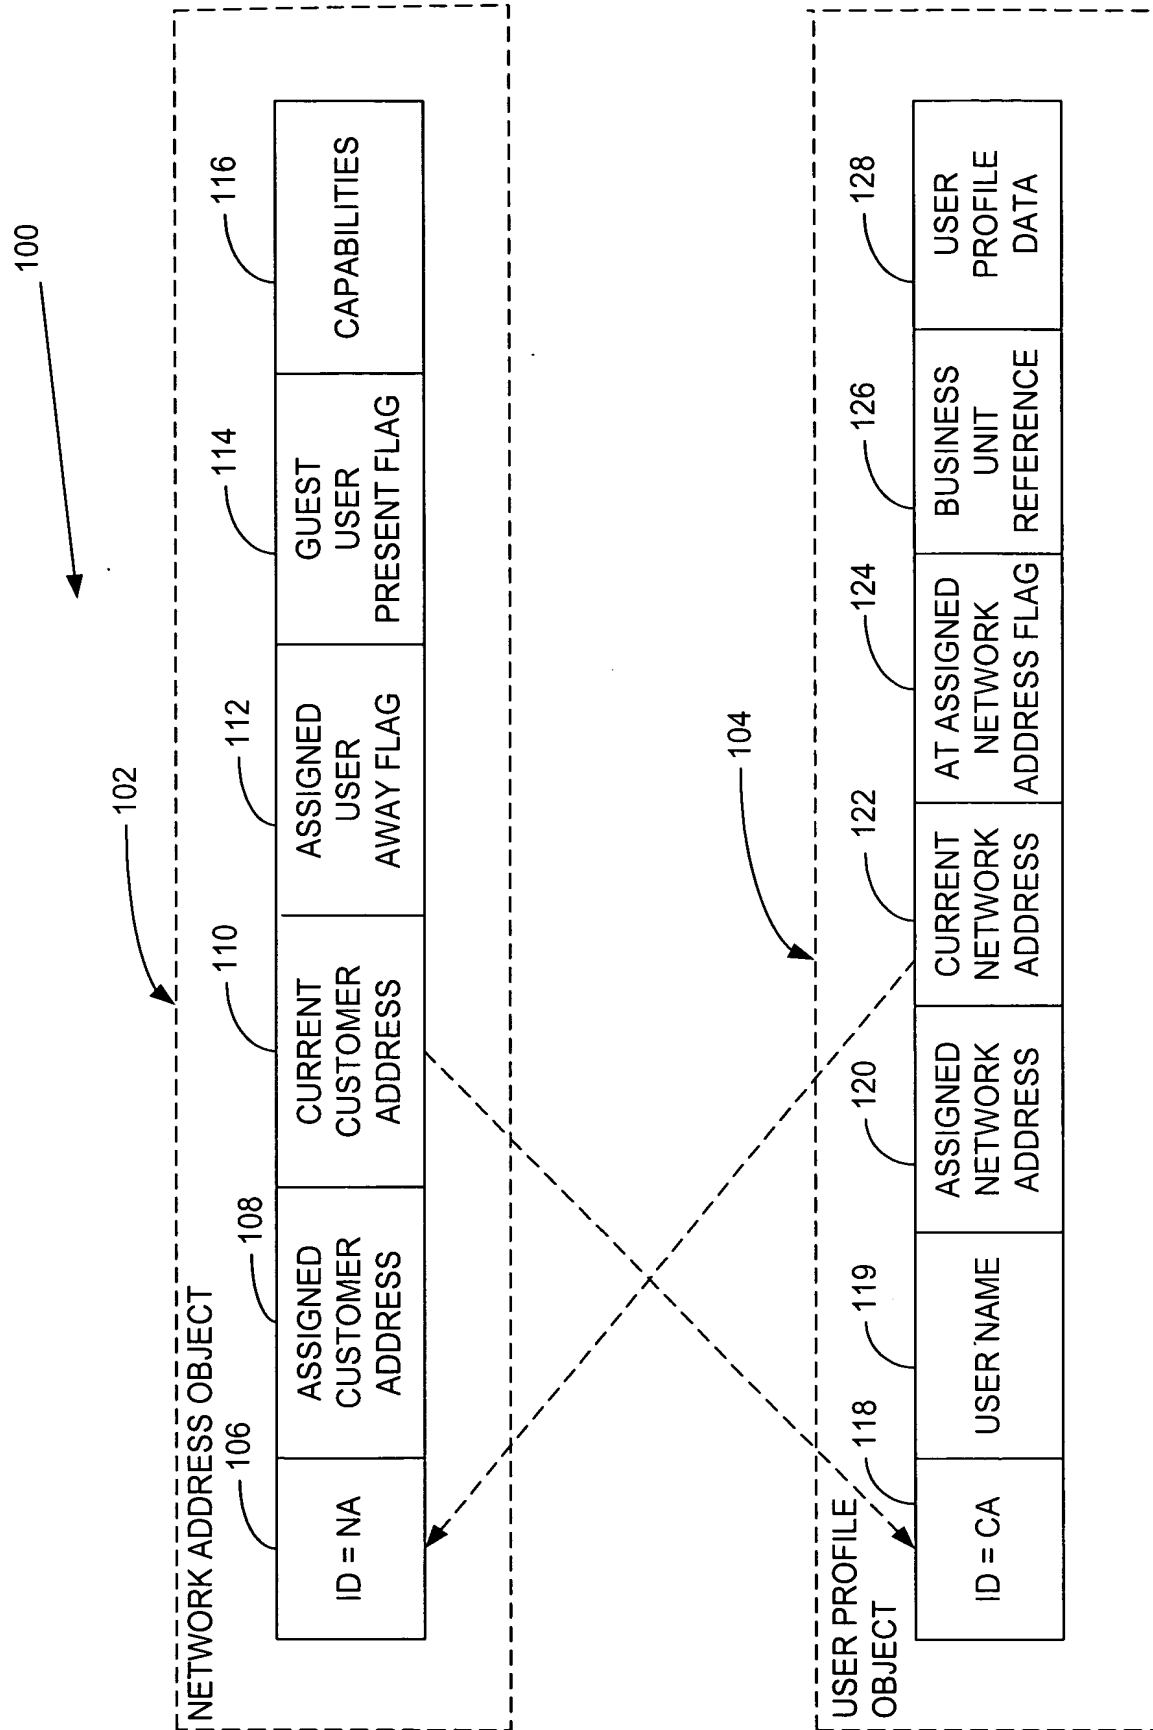 100
102
NETWORK ADDRESS OBJECT
106
108
110
112
114
116
ID = NA
ASSIGNED
CUSTOMER
ADDRESS
CURRENT
CUSTOMER
ADDRESS
ASSIGNED
USER
AWAY FLAG
GUEST
USER
PRESENT FLAG
CAPABILITIES
104
USER PROFILE
OBJECT
118
119
120
122
124
126
128
ID = CA
USER NAME
ASSIGNED
NETWORK
ADDRESS
CURRENT
NETWORK
ADDRESS
AT ASSIGNED
NETWORK
ADDRESS FLAG
BUSINESS
UNIT
REFERENCE
USER
PROFILE
DATA